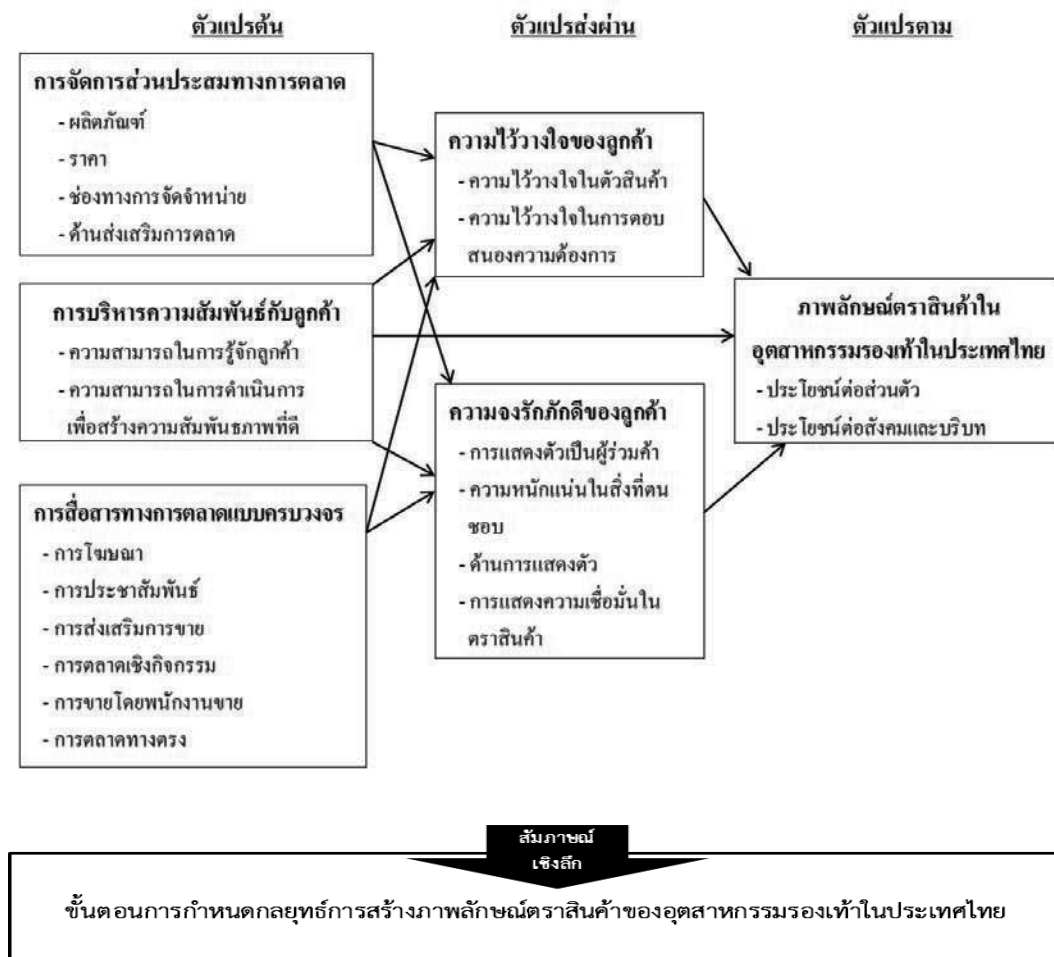 ตัวแปรต้น
ตัวแปรส่งผ่าน
ตัวแปรตาม
การจัดการส่วนประสมทางการตลาด
- ผลิตภัณฑ์
- ราคา
- ช่องทางการจัดจำหน่าย
- ด้านส่งเสริมการตลาด
การบริหารความสัมพันธ์กับลูกค้า
- ความสามารถในการรู้จักลูกค้า
- ความสามารถในการดำเนินการ
เพื่อสร้างความสัมพันธภาพที่ดี
การสื่อสารทางการตลาดแบบครบวงจร
- การโฆษณา
- การประชาสัมพันธ์
- การส่งเสริมการขาย
- การตลาดเชิงกิจกรรม
- การขายโดยพนักงานขาย
- การตลาดทางตรง
ความไว้วางใจของลูกค้า
- ความไว้วางใจในตัวสินค้า
- ความไว้วางใจในการตอบ
สนองความต้องการ
ความจงรักภักดีของลูกค้า
- การแสดงตัวเป็นผู้ร่วมค้า
- ความหนักแน่นในสิ่งที่ตน
ชอบ
- ด้านการแสดงตัว
- การแสดงความเชื่อมั่นใน
ตราสินค้า
ภาพลักษณ์ตราสินค้าใน
อุตสาหกรรมรองเท้าในประเทศไทย
- ประโยชน์ต่อส่วนตัว
- ประโยชน์ต่อสังคมและบริบท
สัมภาษณ์
เชิงลึก
ขั้นตอนการกำหนดกลยุทธ์การสร้างภาพลักษณ์ตราสินค้าของอุตสาหกรรมรองเท้าในประเทศไทย